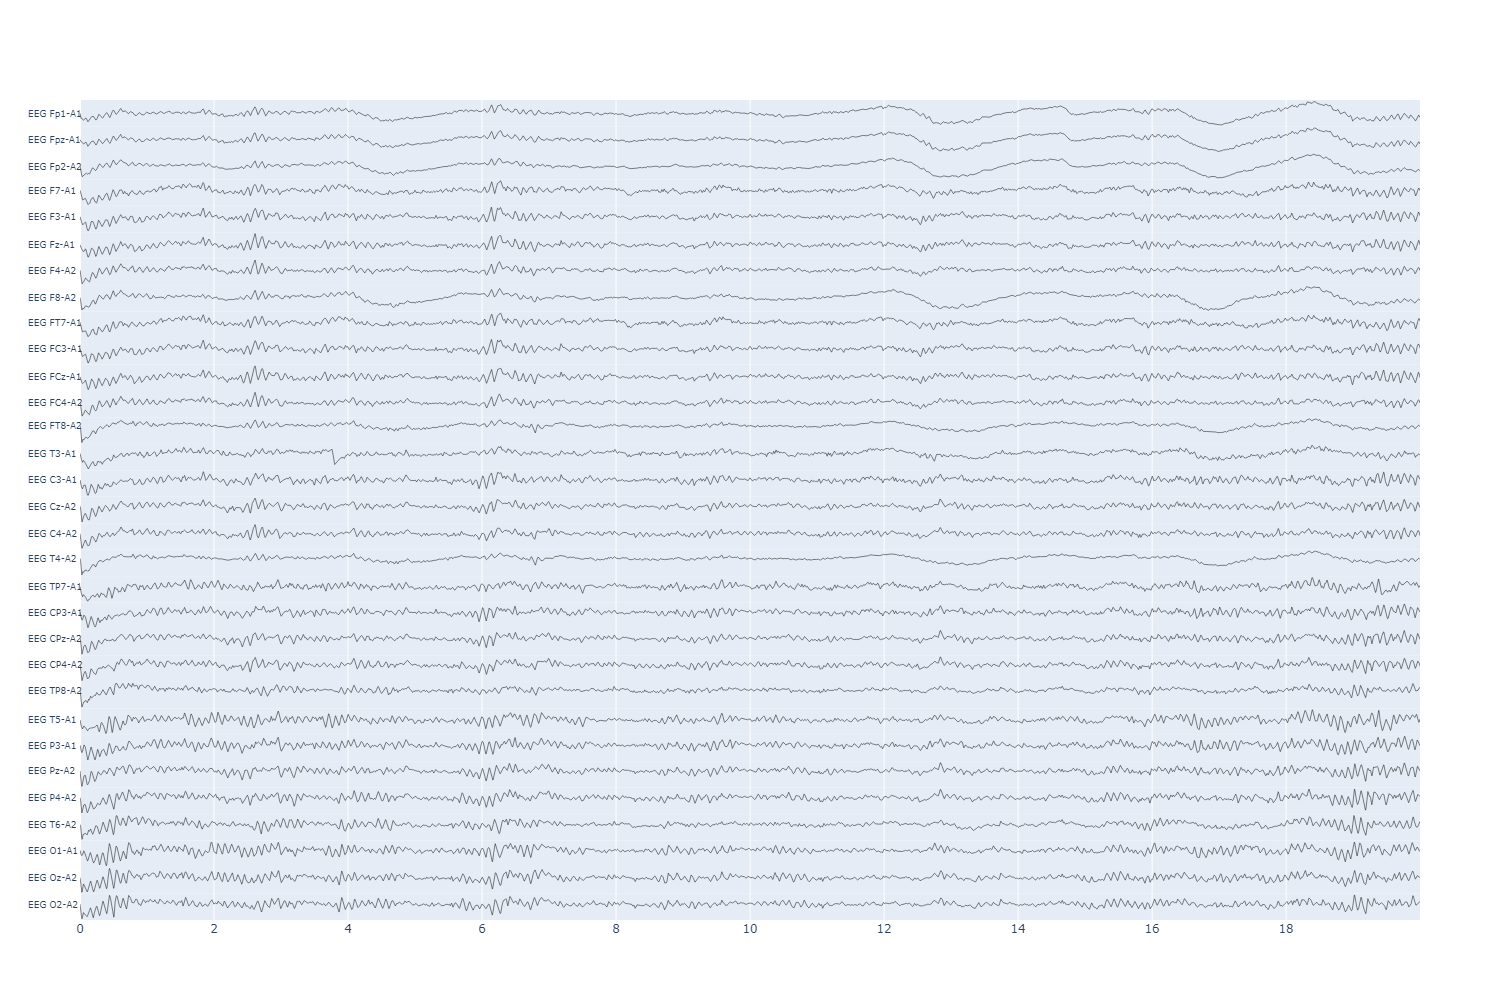 EEG Fp1-A1
EEG Fpz-A1
EEG Fp2-A2
EEG F7-A1
EEG F3-A1
EEG Fz-A1
EEG F4-A2
EEG F8-A2
EEG FT7-A1
EEG FC3-A1
EEG FCz-A1
EEG FC4-A2
EEG FT8-A2
EEG T3-A1
EEG C3-A1
EEG Cz-A2
EEG C4-A2
EEG T4-A2
EEG TP7-A1
EEG CP3-A1
EEG CPz-A2
EEG CP4-A2
EEG TP8-A2
EEG T5-A1
EEG P3-A1
EEG Pz-A2
EEG P4-A2
EEG T6-A2
EEG O1-A1
EEG Oz-A2
EEG O2-A2
0 2 4 6 8 10 12 14 16 18